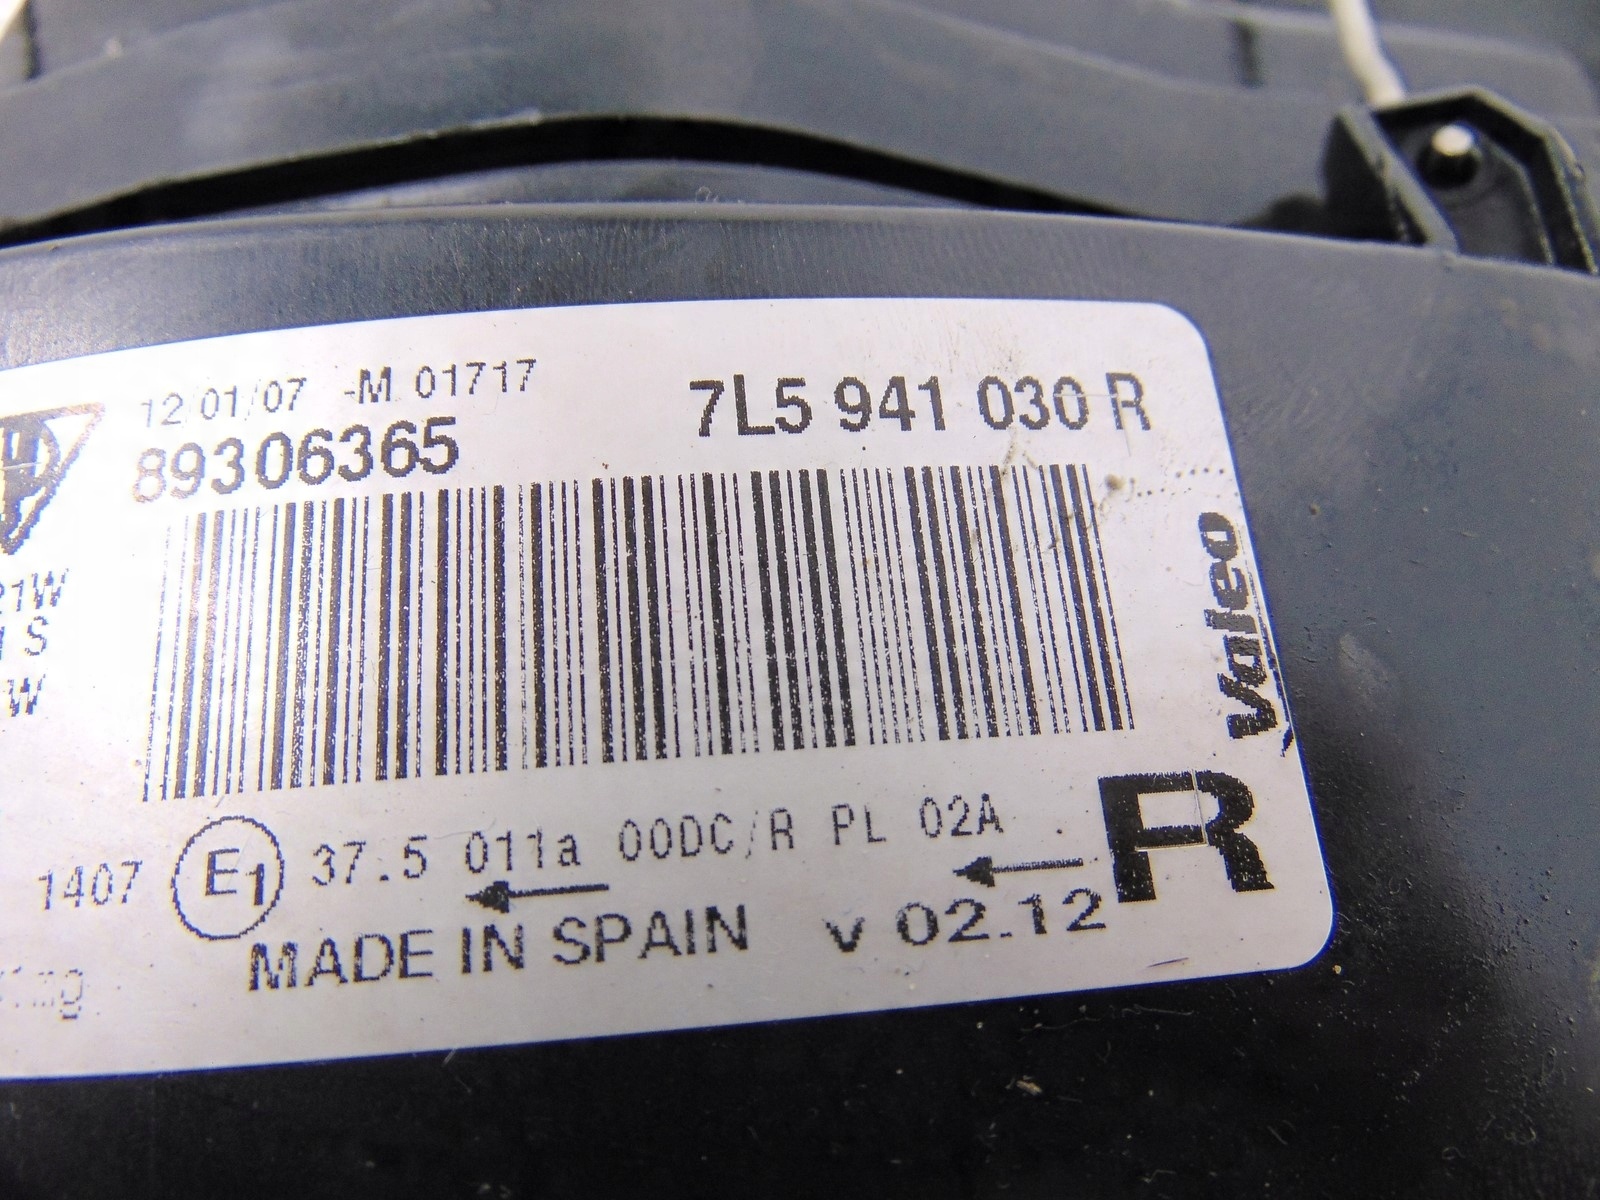 12/01/07 -M 01717
89306365
7L5 941 030 R
21W
S
W
Valeo
1407 E1 37.5 011a 00DC/R PL 02A
R
MADE IN SPAIN v 02.12